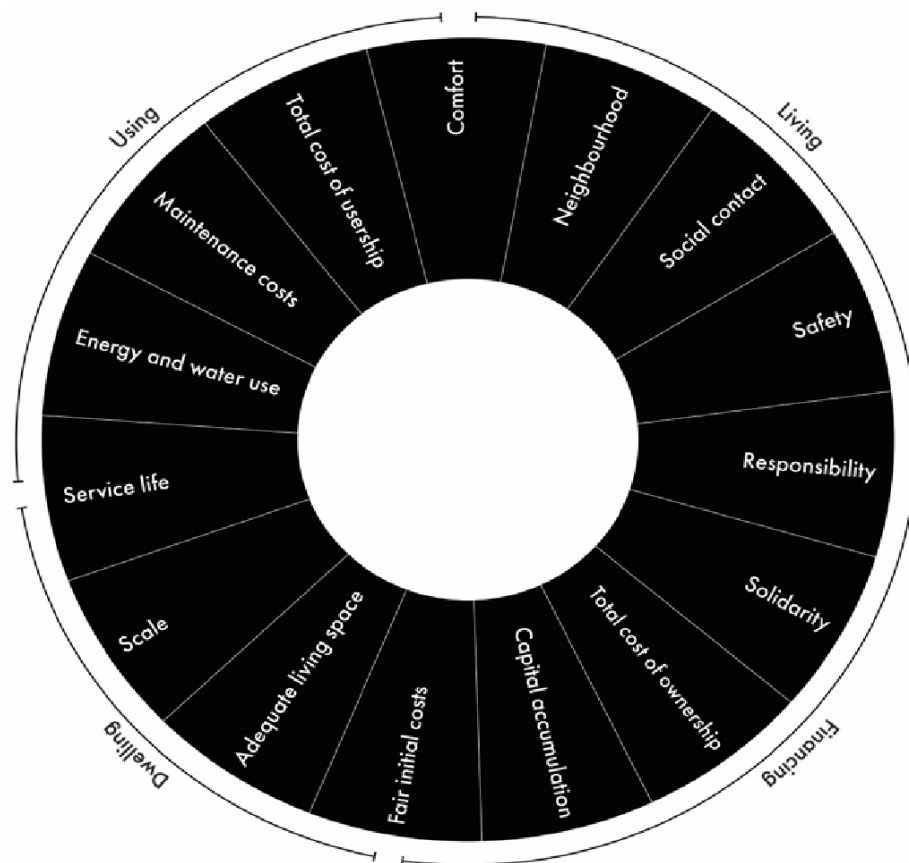 Using
Living
Dwelling
Financing
Comfort
Neighbourhood
Social contact
Safety
Responsibility
Solidarity
Total cost of ownership
Capital accumulation
Fair initial costs
Adequate living space
Scale
Service life
Energy and water use
Maintenance costs
Total cost of usership